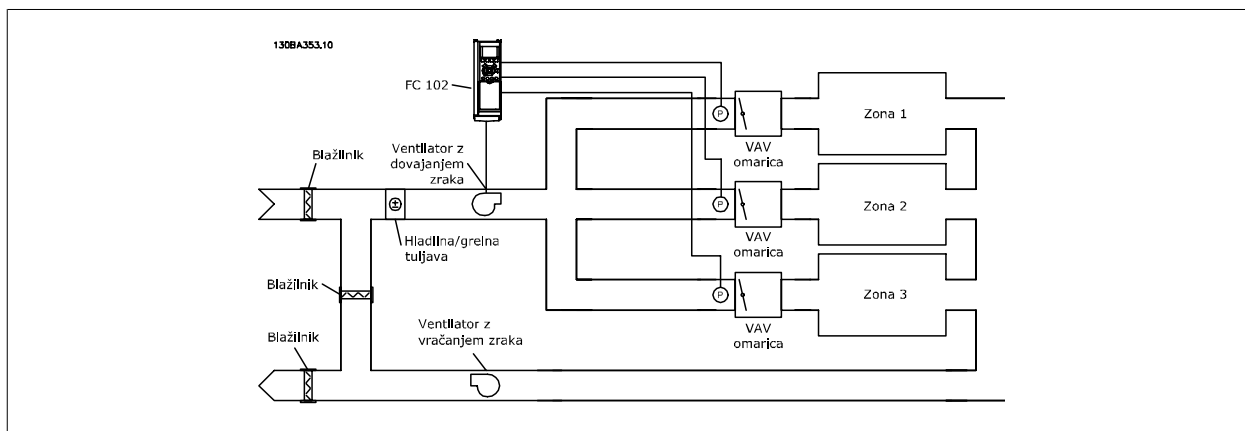 130BA353.10
FC 102
Blažilnik
Ventilator z
dovajanjem
zraka
Hladilna/grelna
tuljava
Blažilnik
Blažilnik
Ventilator z
vračanjem zraka
P
VAV
omarica
Zona 1
P
VAV
omarica
Zona 2
P
VAV
omarica
Zona 3